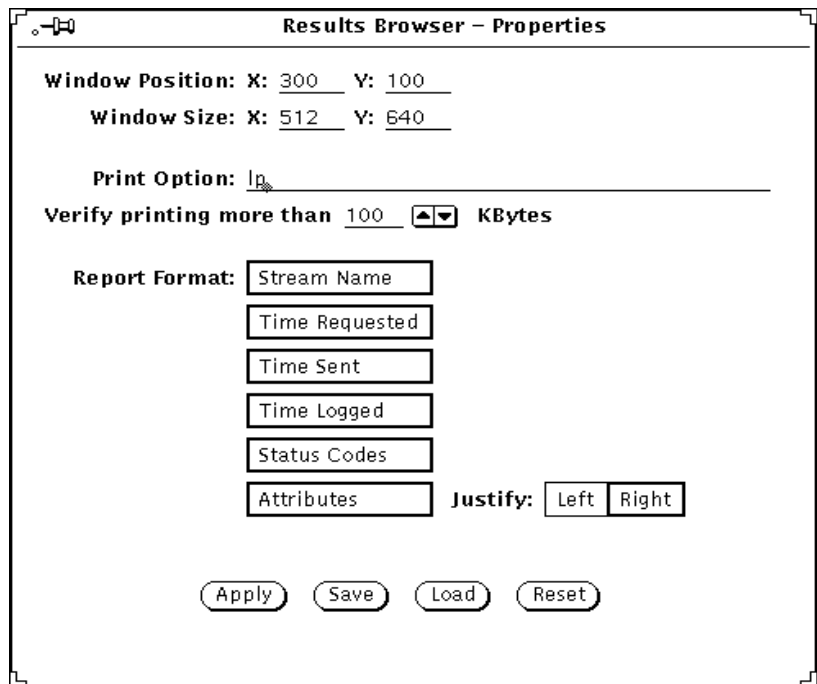 Results Browser – Properties
Window Position: X: 300 Y: 100
Window Size: X: 512 Y: 640
Print Option: lp
Verify printing more than 100 KBytes
Report Format: Stream Name
Time Requested
Time Sent
Time Logged
Status Codes
Attributes Justify: Left Right
Apply Save Load Reset